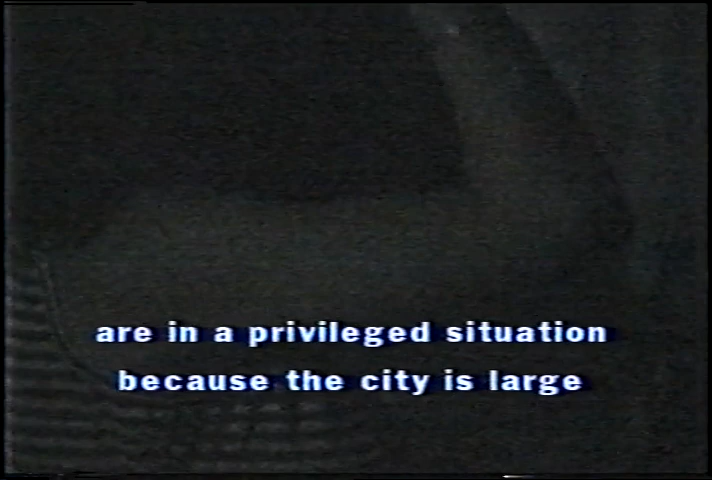 are in a privileged situation
because the city is large